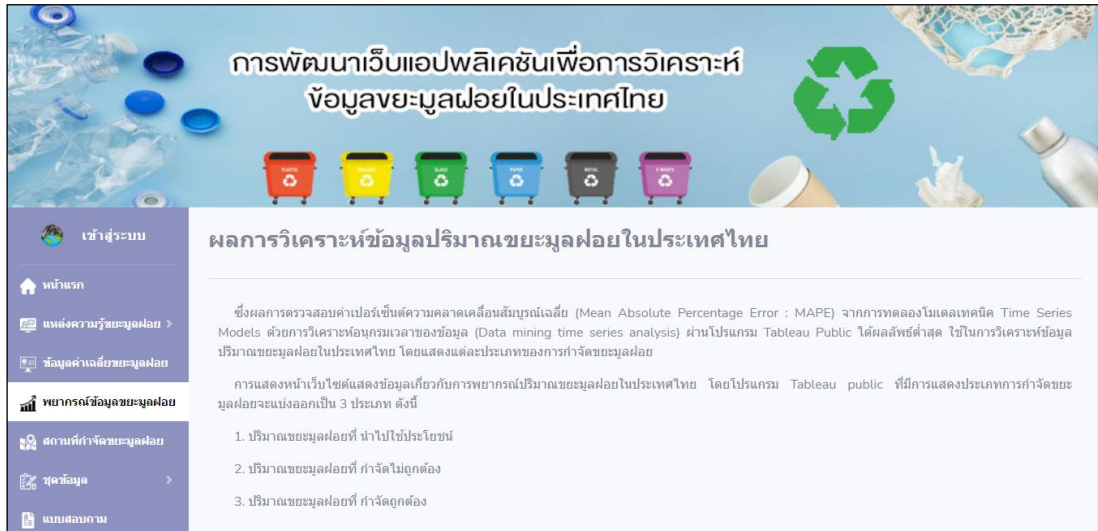 การพัฒนาเว็บแอปพลิเคชันเพื่อการวิเคราะห์
ข้อมูลขยะมูลฝอยในประเทศไทย
PLASTIC
GLASS
PAPER
METAL
E-WASTE
เข้าสู่ระบบ
หน้าแรก
แหล่งความรู้ขยะมูลฝอย >
ข้อมูลค่าเฉลี่ยขยะมูลฝอย
พยากรณ์ข้อมูลขยะมูลฝอย
สถานที่กำจัดขยะมูลฝอย
ชุดข้อมูล >
แบบสอบถาม
ผลการวิเคราะห์ข้อมูลปริมาณขยะมูลฝอยในประเทศไทย
ซึ่งผลการตรวจสอบค่าเปอร์เซ็นต์ความคลาดเคลื่อนสัมบูรณ์เฉลี่ย (Mean Absolute Percentage Error : MAPE) จากการทดลองโมเดลเทคนิค Time Series
Models ด้วยการวิเคราะห์อนุกรมเวลาของข้อมูล (Data mining time series analysis) ผ่านโปรแกรม Tableau Public ได้ผลลัพธ์ต่ำสุด ใช้ในการวิเคราะห์ข้อมูล
ปริมาณขยะมูลฝอยในประเทศไทย โดยแสดงแต่ละประเภทของการกำจัดขยะมูลฝอย
การแสดงหน้าเว็บไซต์แสดงข้อมูลเกี่ยวกับการพยากรณ์ปริมาณขยะมูลฝอยในประเทศไทย โดยโปรแกรม Tableau public ที่มีการแสดงประเภทการกำจัดขยะ
มูลฝอยจะแบ่งออกเป็น 3 ประเภท ดังนี้
1. ปริมาณขยะมูลฝอยที่ นำไปใช้ประโยชน์
2. ปริมาณขยะมูลฝอยที่ กำจัดไม่ถูกต้อง
3. ปริมาณขยะมูลฝอยที่ กำจัดถูกต้อง